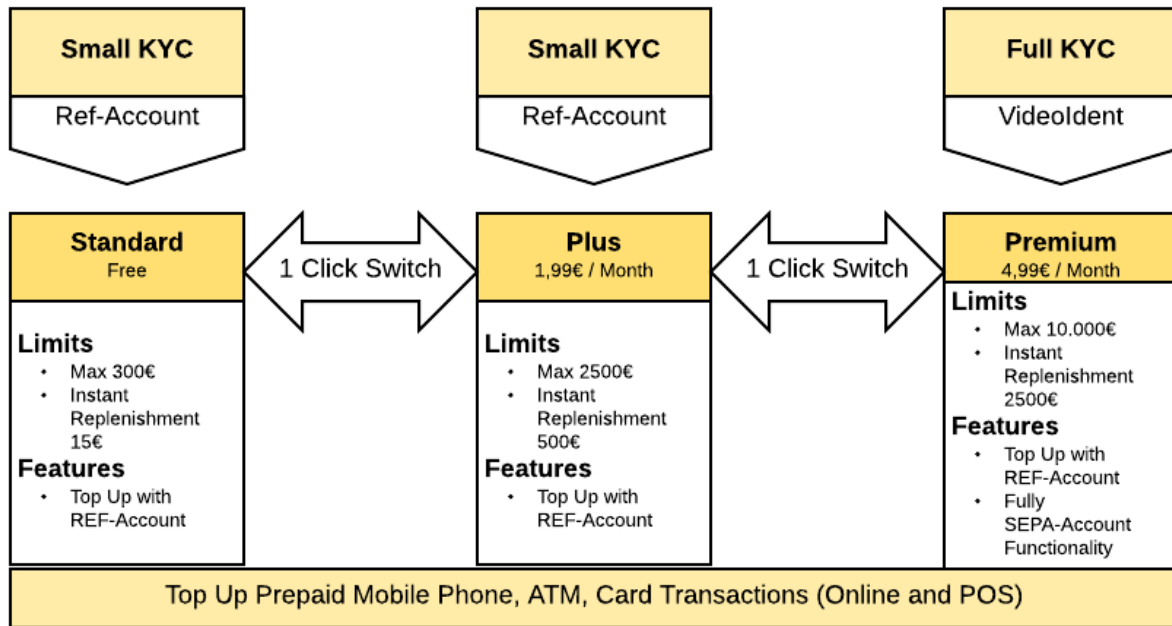 Small KYC
Ref-Account
Small KYC
Ref-Account
Full KYC
VideoIdent
Standard
Free
1 Click Switch
Plus
1,99€ / Month
1 Click Switch
Premium
4,99€ / Month
Limits
• Max 300€
• Instant
Replenishment
15€
Features
• Top Up with
REF-Account
Limits
• Max 2500€
• Instant
Replenishment
500€
Features
• Top Up with
REF-Account
Limits
• Max 10.000€
• Instant
Replenishment
2500€
Features
• Top Up with
REF-Account
• Fully
SEPA-Account
Functionality
Top Up Prepaid Mobile Phone, ATM, Card Transactions (Online and POS)